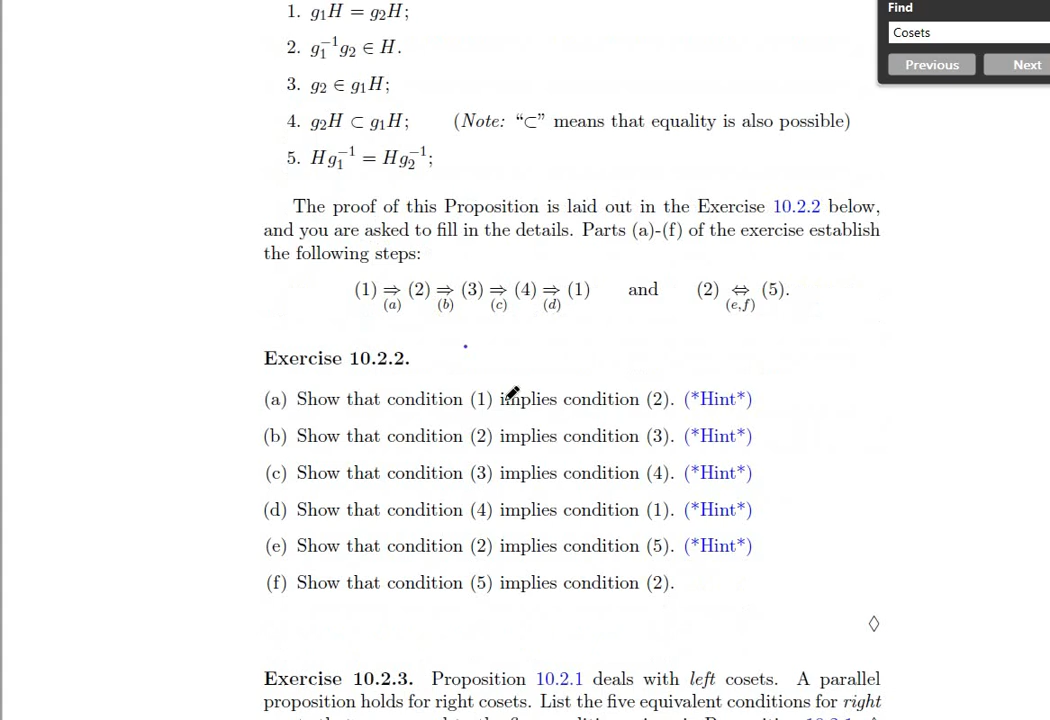 1. g₁H = g₂H;
Find
Cosets
Previous Next
2. g₁⁻¹g₂ ∈ H.
3. g₂ ∈ g₁H;
4. g₂H ⊂ g₁H; (Note: “⊂” means that equality is also possible)
5. Hg₁⁻¹ = Hg₂⁻¹;
The proof of this Proposition is laid out in the Exercise 10.2.2 below,
and you are asked to fill in the details. Parts (a)-(f) of the exercise establish
the following steps:
(1) ⇒ (2) ⇒ (3) ⇒ (4) ⇒ (1) and (2) ⇔ (5).
(a) (b) (c) (d) (e,f)
Exercise 10.2.2.
(a) Show that condition (1) implies condition (2). (*Hint*)
(b) Show that condition (2) implies condition (3). (*Hint*)
(c) Show that condition (3) implies condition (4). (*Hint*)
(d) Show that condition (4) implies condition (1). (*Hint*)
(e) Show that condition (2) implies condition (5). (*Hint*)
(f) Show that condition (5) implies condition (2).
◊
Exercise 10.2.3. Proposition 10.2.1 deals with left cosets. A parallel
proposition holds for right cosets. List the five equivalent conditions for right